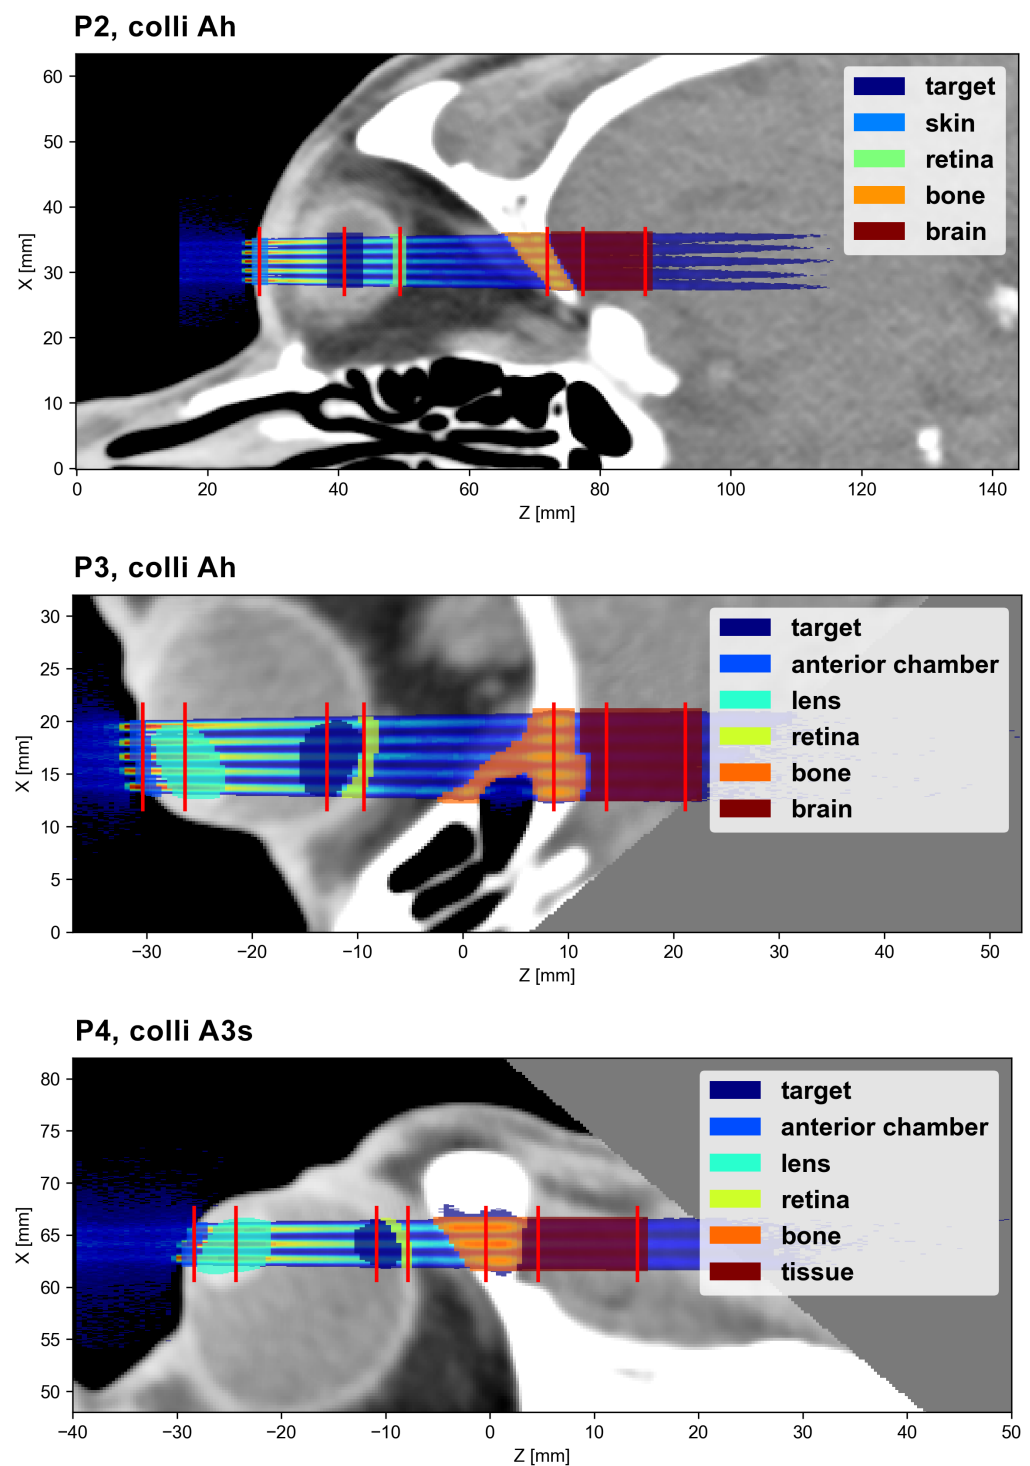 P2, colli Ah
60
50
40
30
20
10
0
X [mm]
target
skin
retina
bone
brain
0 20 40 60 80 100 120 140
Z [mm]
P3, colli Ah
30
25
20
15
10
5
0
X [mm]
target
anterior chamber
lens
retina
bone
brain
−30 −20 −10 0 10 20 30 40 50
Z [mm]
P4, colli A3s
80
75
70
65
60
55
50
X [mm]
target
anterior chamber
lens
retina
bone
tissue
−40 −30 −20 −10 0 10 20 30 40 50
Z [mm]